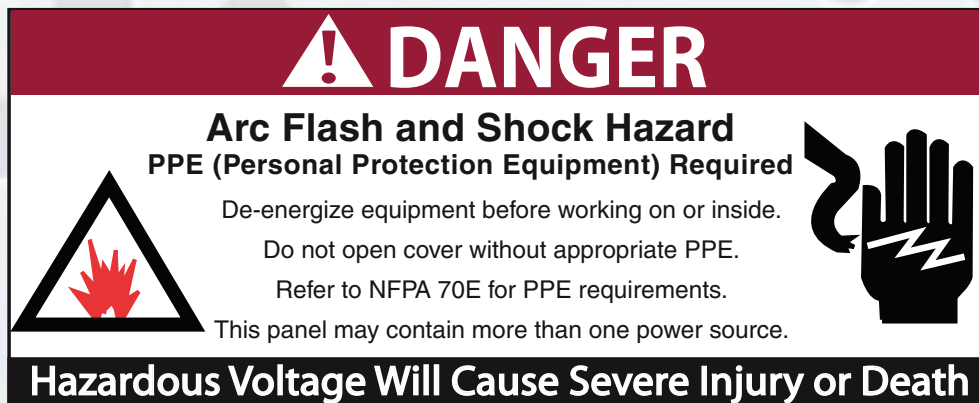 DANGER
Arc Flash and Shock Hazard
PPE (Personal Protection Equipment) Required
De-energize equipment before working on or inside.
Do not open cover without appropriate PPE.
Refer to NFPA 70E for PPE requirements.
This panel may contain more than one power source.
Hazardous Voltage Will Cause Severe Injury or Death